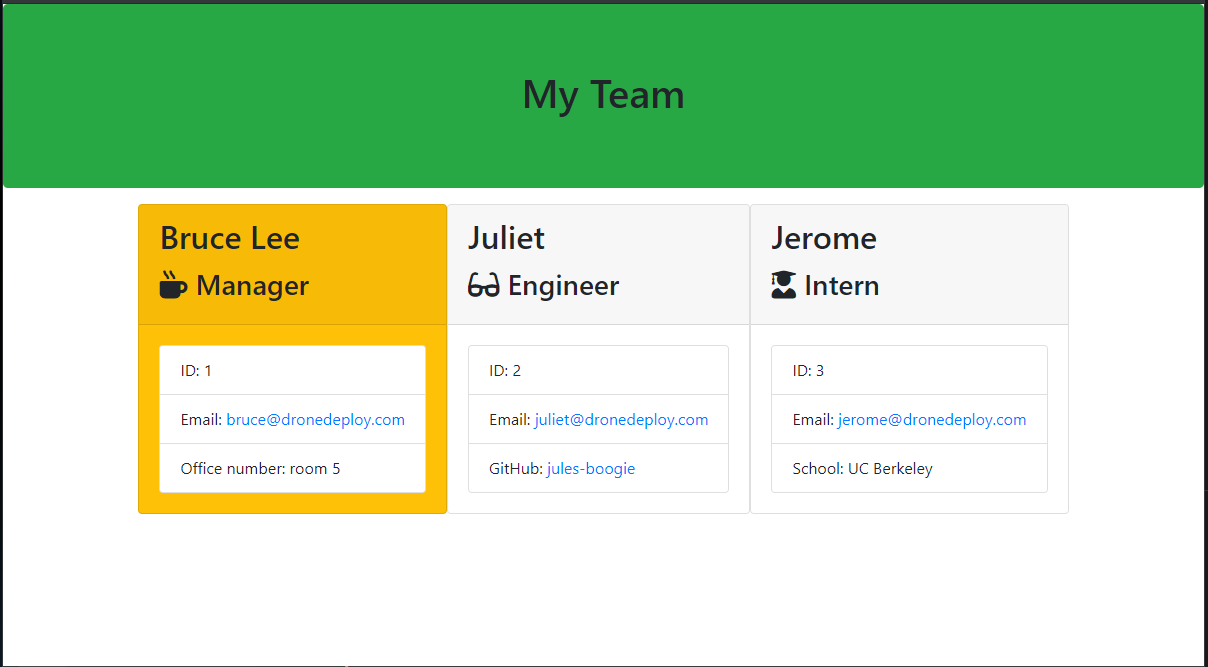 My Team
Bruce Lee
Manager
ID: 1
Email: bruce@dronedeploy.com
Office number: room 5
Juliet
Engineer
ID: 2
Email: juliet@dronedeploy.com
GitHub: jules-boogie
Jerome
Intern
ID: 3
Email: jerome@dronedeploy.com
School: UC Berkeley